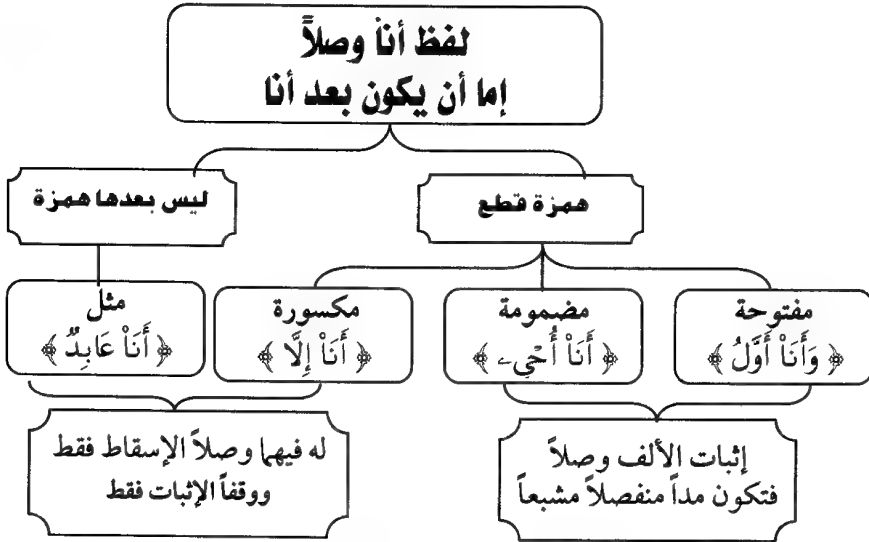 لفظ أنا وصلاً
إما أن يكون بعد أنا
همزة قطع
ليس بعدها همزة
مفتوحة
﴿ وَأَنَا۠ أَوَّلُ ﴾
مضمومة
﴿ أَنَا۠ أُحْيِۦ ﴾
مكسورة
﴿ أَنَا۠ إِلَّا ﴾
مثل
﴿ أَنَا۠ عَابِدٌ ﴾
إثبات الألف وصلاً
فتكون مداً منفصلاً مشبعاً
له فيهما وصلاً الإسقاط فقط
ووقفاً الإثبات فقط